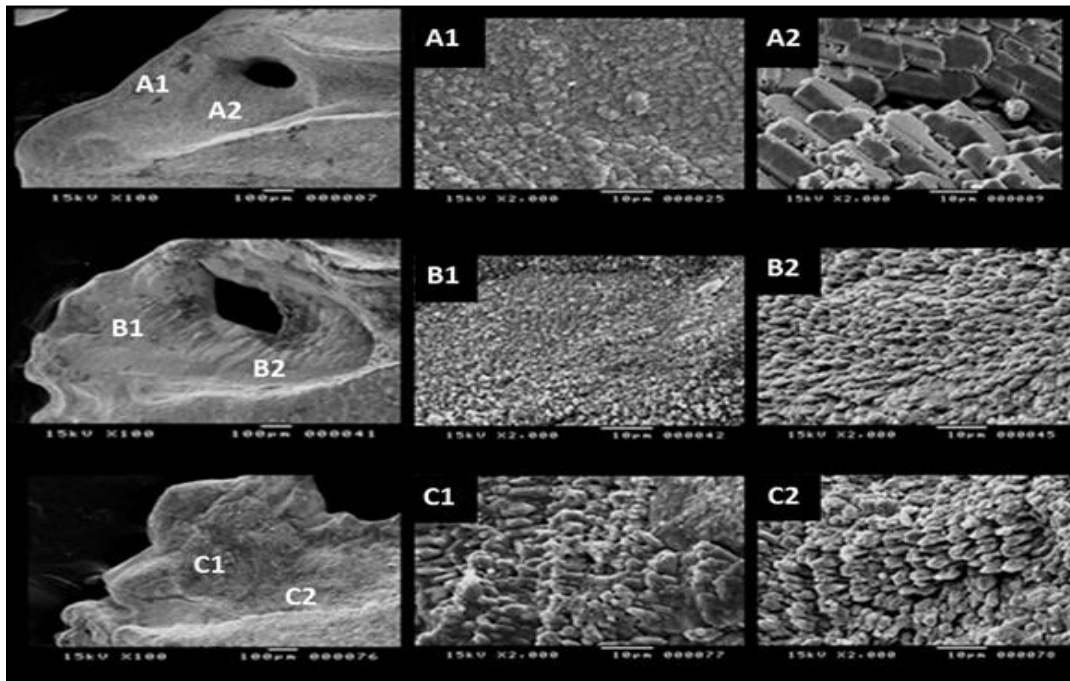 A1
A2
15kV X100 100μm 000007
A1
15kV X2,000 10μm 000025
A2
15kV X2,000 10μm 000009
B1
B2
15kV X100 100μm 000041
B1
15kV X2,000 10μm 000042
B2
15kV X2,000 10μm 000045
C1
C2
15kV X100 100μm 000076
C1
15kV X2,000 10μm 000077
C2
15kV X2,000 10μm 000078